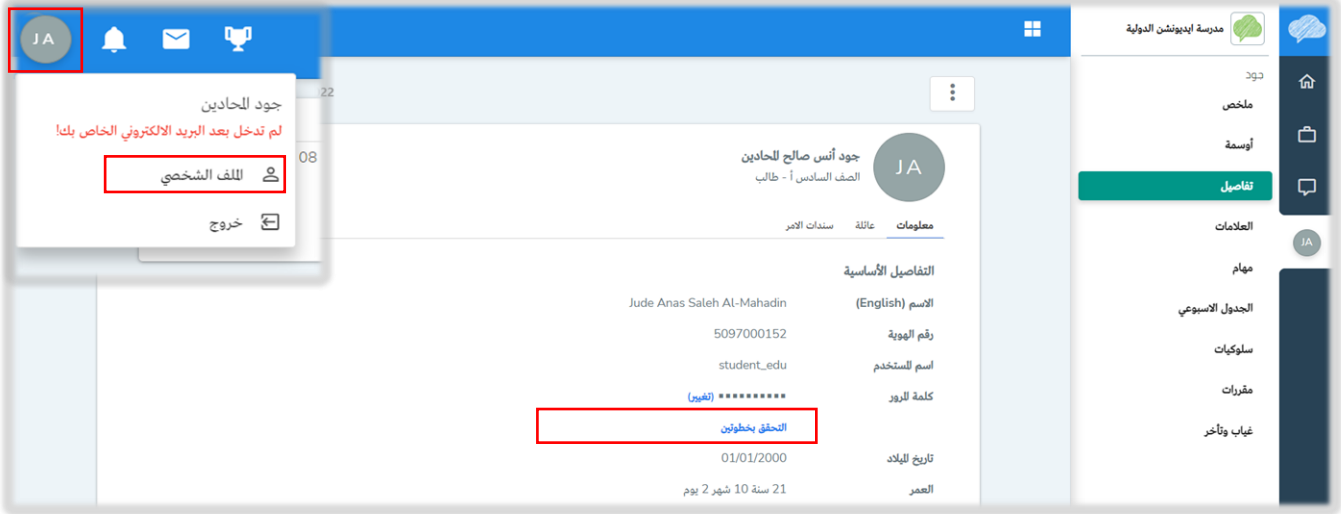 مدرسة ايديونشن الدولية
جود
ملخص
أوسمة
تفاصيل
العلامات
مهام
الجدول الاسبوعي
سلوكيات
مقررات
غياب وتأخر
JA
JA
جود المحادين
لم تدخل بعد البريد الالكتروني الخاص بك!
الملف الشخصي
خروج
22
08
JA
جود أنس صالح المحادين
الصف السادس أ - طالب
معلومات عائلة سندات الامر
التفاصيل الأساسية
الاسم (English) Jude Anas Saleh Al-Mahadin
رقم الهوية 5097000152
اسم المستخدم student_edu
كلمة المرور •••••••••• (تغيير)
التحقق بخطوتين
تاريخ الميلاد 01/01/2000
العمر 21 سنة 10 شهر 2 يوم